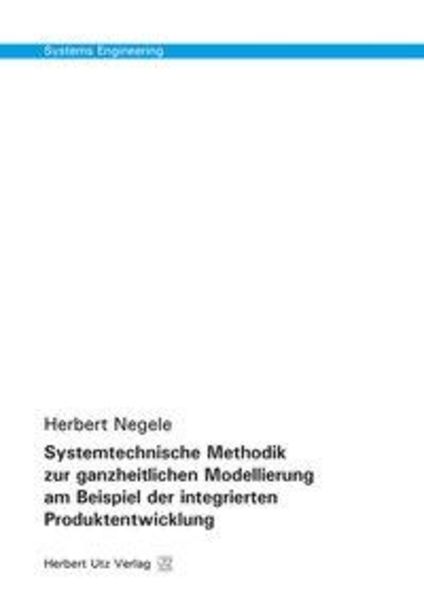 Systems Engineering
Herbert Negele
Systemtechnische Methodik
zur ganzheitlichen Modellierung
am Beispiel der integrierten
Produktentwicklung
Herbert Utz Verlag